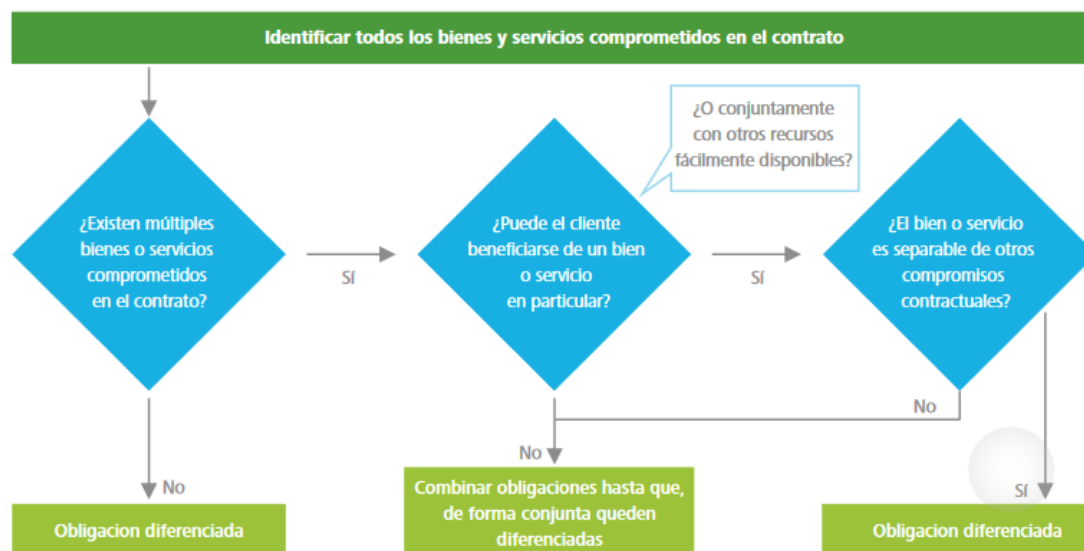 Identificar todos los bienes y servicios comprometidos en el contrato
¿O conjuntamente
con otros recursos
fácilmente disponibles?
¿Existen múltiples
bienes o servicios
comprometidos
en el contrato?
Sí
¿Puede el cliente
beneficiarse de un bien
o servicio
en particular?
Sí
¿El bien o servicio
es separable de otros
compromisos
contractuales?
No
No
No
Sí
Obligacion diferenciada
Combinar obligaciones hasta que,
de forma conjunta queden
diferenciadas
Obligacion diferenciada